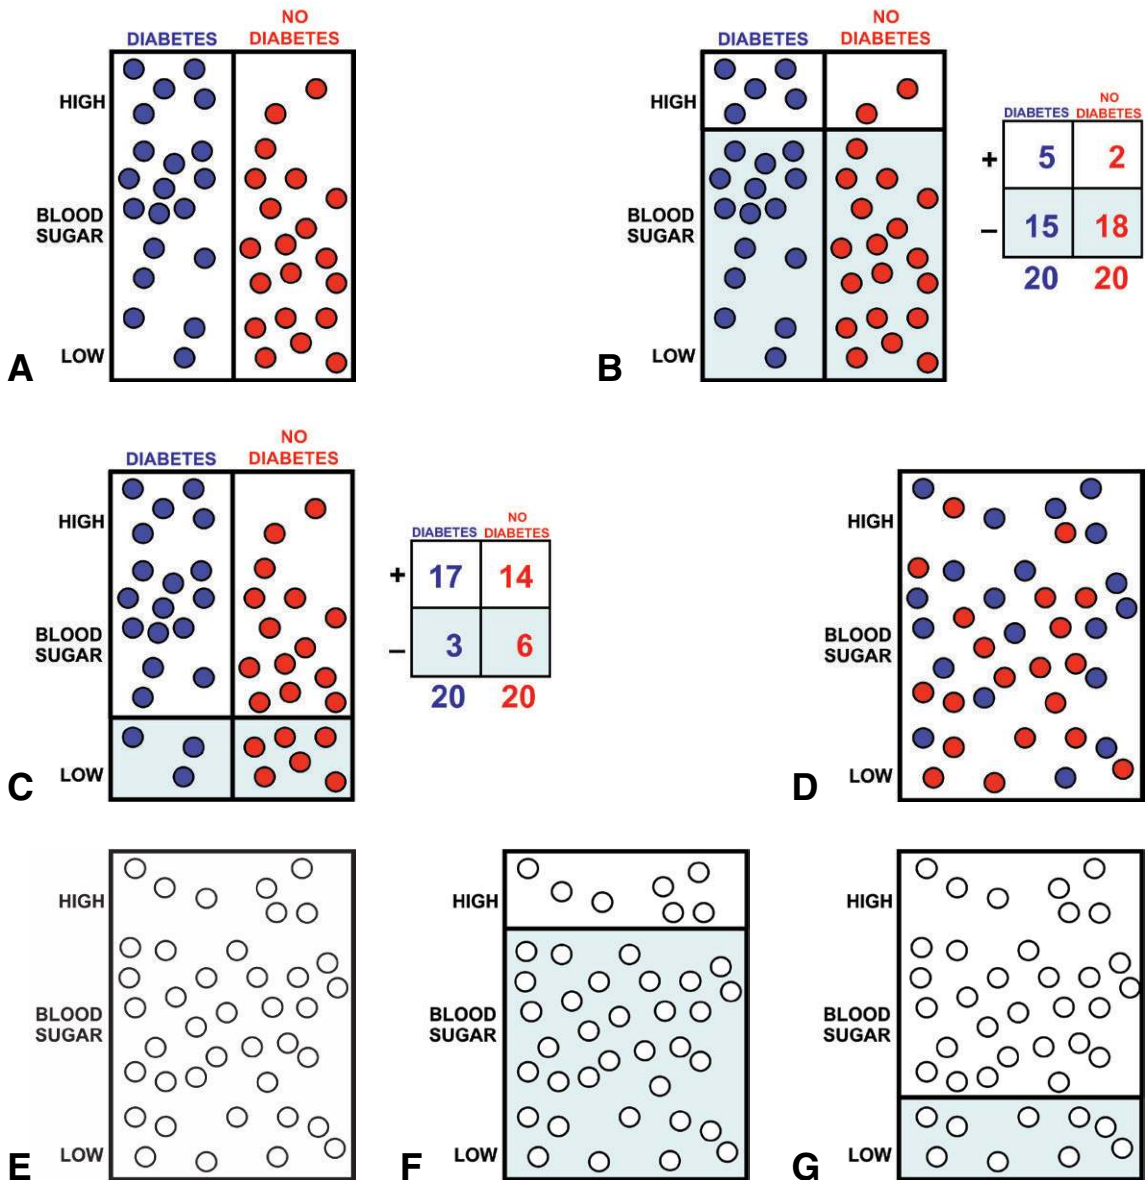 NO
DIABETES DIABETES
HIGH
BLOOD
SUGAR
LOW
A
NO
DIABETES DIABETES
HIGH
BLOOD
SUGAR
LOW
B
NO
DIABETES DIABETES
+ 5 2
– 15 18
20 20
NO
DIABETES DIABETES
HIGH
BLOOD
SUGAR
LOW
C
NO
DIABETES DIABETES
+ 17 14
– 3 6
20 20
HIGH
BLOOD
SUGAR
LOW
D
HIGH
BLOOD
SUGAR
LOW
E
HIGH
BLOOD
SUGAR
LOW
F
HIGH
BLOOD
SUGAR
LOW
G